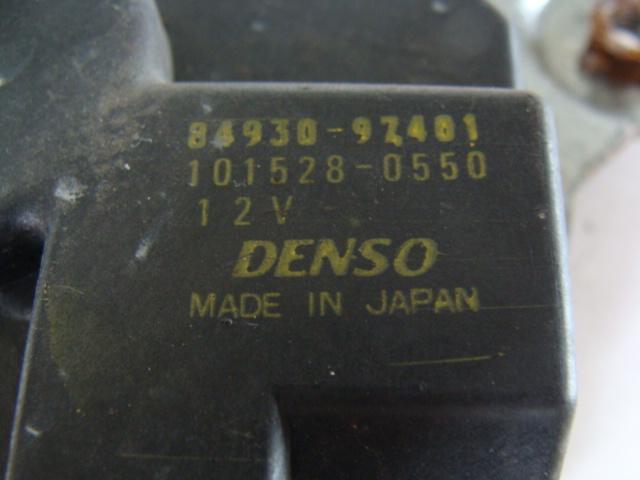 84930-97401
101528-0550
12V
DENSO
MADE IN JAPAN